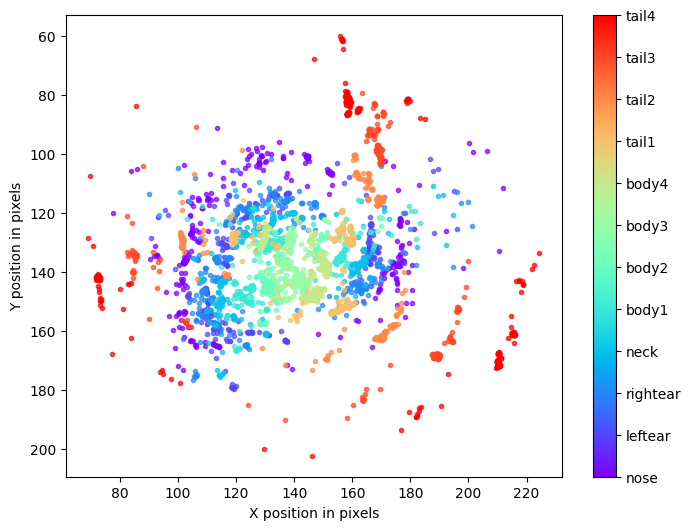 60
80
100
120
140
160
180
200
Y position in pixels
80
100
120
140
160
180
200
220
X position in pixels
tail4
tail3
tail2
tail1
body4
body3
body2
body1
neck
rightear
leftear
nose